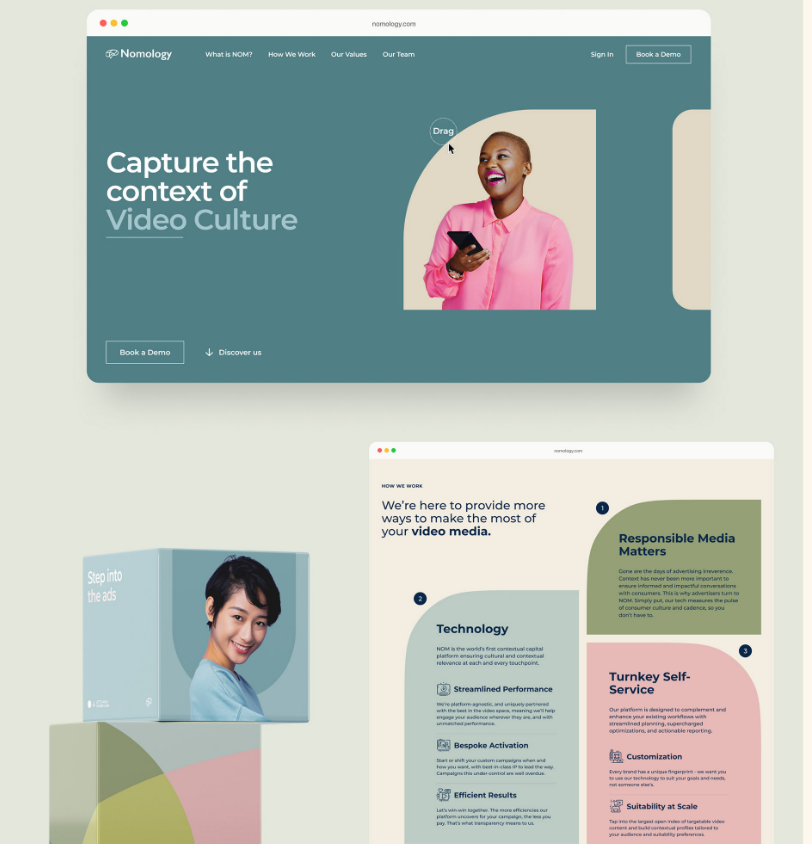 nomology.com
Nomology
What is NOM?
How We Work
Our Values
Our Team
Sign In
Book a Demo
Drag
Capture the
context of
Video Culture
Book a Demo
Discover us
nomology.com
HOW WE WORK
We're here to provide more
ways to make the most of
your video media.
1
Responsible Media
Matters
Gone are the days of advertising irreverence.
Context has never been more important to
ensure informed and impactful conversations
with consumers. This is why advertisers turn to
NOM. Simply put, our tech measures the pulse
of consumer culture and cadence, so you
don't have to.
2
Technology
NOM is the world's first contextual capital
platform ensuring cultural and contextual
relevance at each and every touchpoint.
Streamlined Performance
We're platform-agnostic, and uniquely partnered
with the best in the video space, meaning we'll help
engage your audience wherever they are, and with
unmatched performance.
Bespoke Activation
Start or shift your custom campaigns when and
how you want, with best-in-class IP to lead the way.
Campaigns this under control are well overdue.
Efficient Results
Let's win-win together. The more efficiencies our
platform uncovers for your campaign, the less you
pay. That's what transparency means to us.
3
Turnkey Self-
Service
Our platform is designed to complement and
enhance your existing workflows with
streamlined planning, supercharged
optimizations, and actionable reporting.
Customization
Every brand has a unique fingerprint - we want you
to use our technology to suit your goals and needs,
not someone else's.
Suitability at Scale
Tap into the largest open index of targetable video
content and build contextual profiles tailored to
your audience and suitability preferences.
Step into
the ads